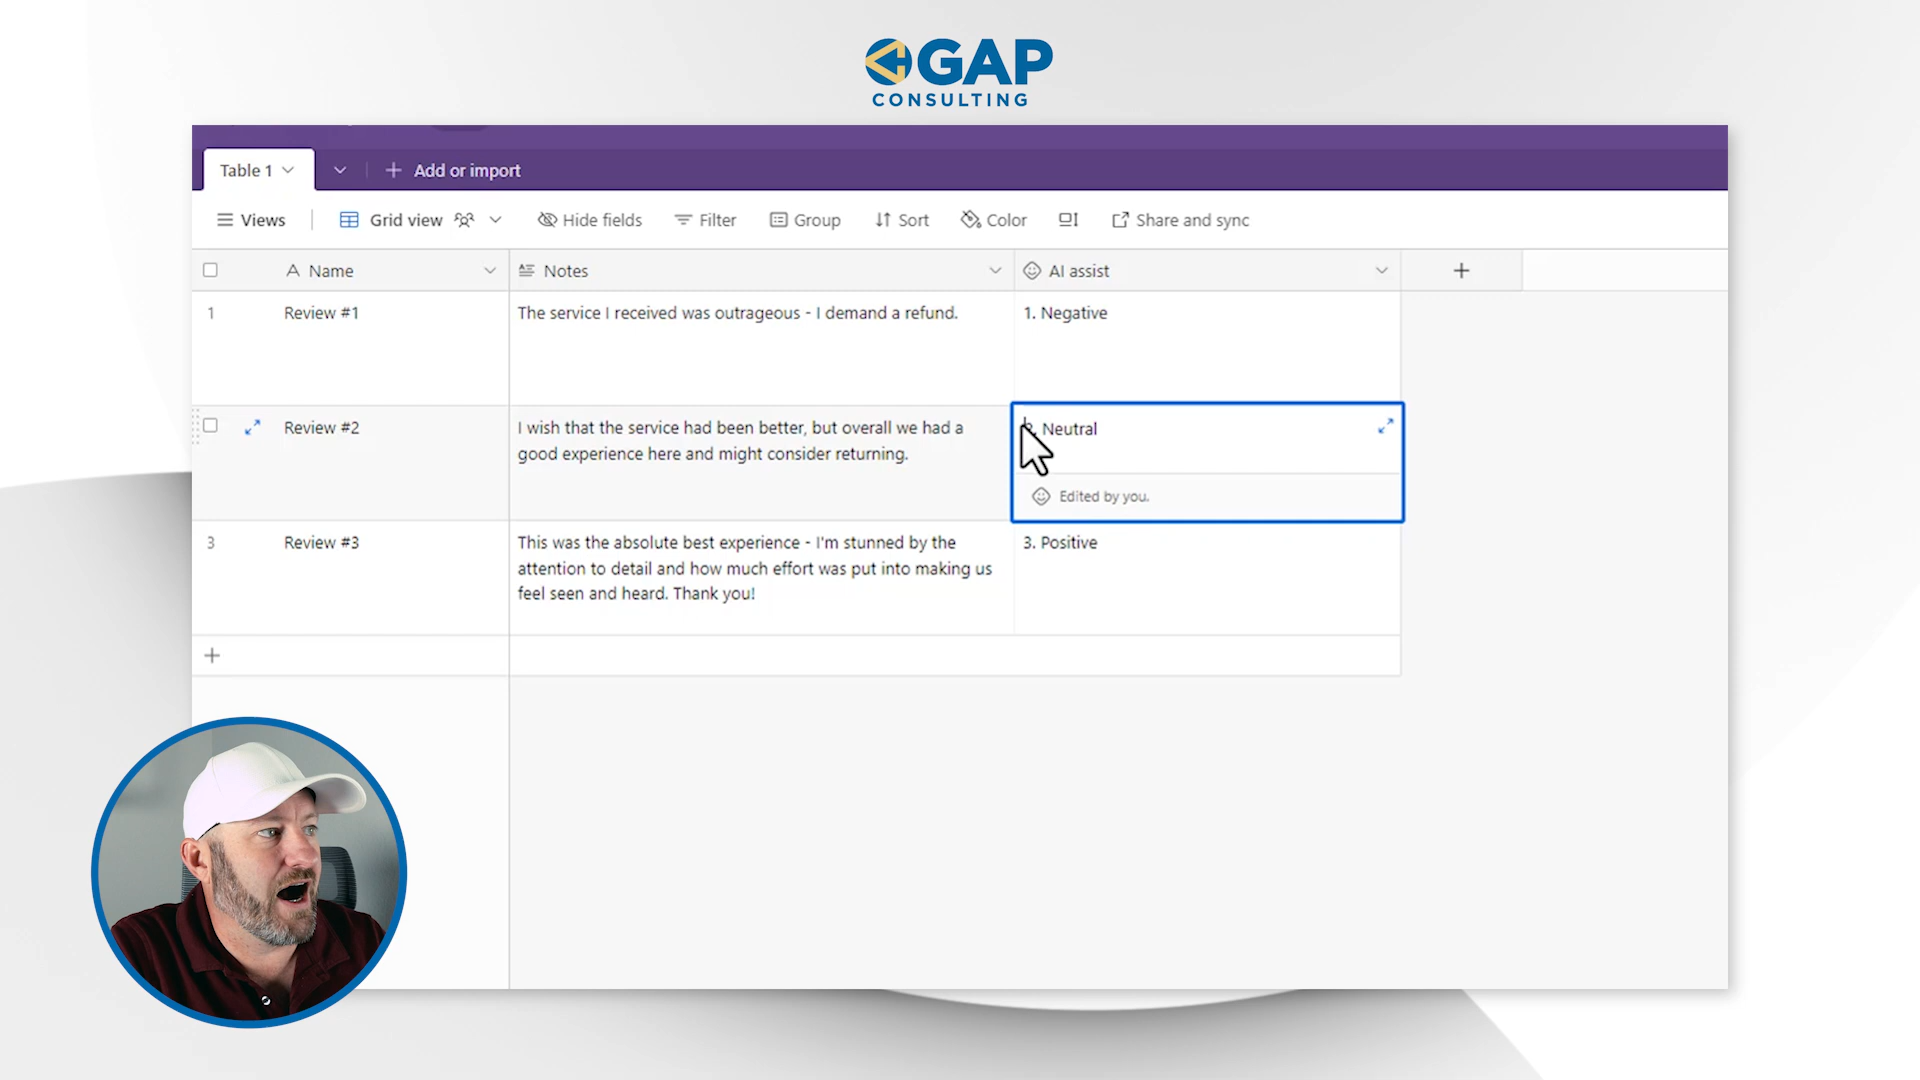 GAP
CONSULTING
Table 1
Add or import
Views
Grid view
Hide fields
Filter
Group
Sort
Color
Share and sync
Name
Notes
AI assist
1
Review #1
The service I received was outrageous - I demand a refund.
1. Negative
Review #2
I wish that the service had been better, but overall we had a
good experience here and might consider returning.
Neutral
Edited by you.
3
Review #3
This was the absolute best experience - I'm stunned by the
attention to detail and how much effort was put into making us
feel seen and heard. Thank you!
3. Positive